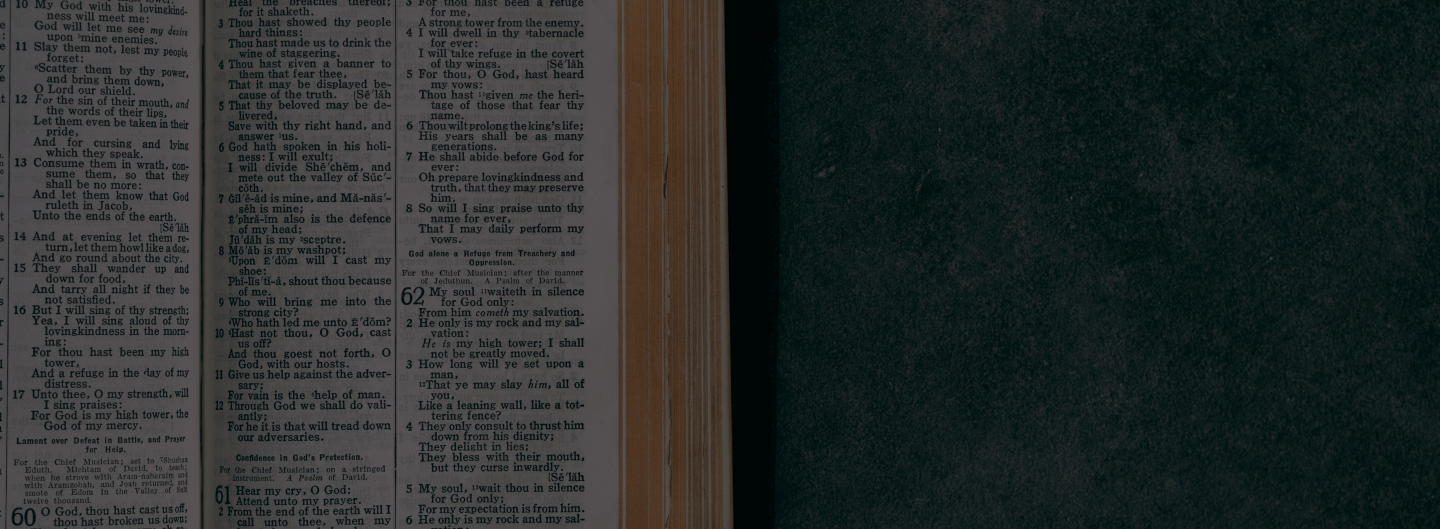 10 My God with his lovingkind-
ness will meet me:
God will let me see my desire
upon mine enemies.
11 Slay them not, lest my people
forget:
Scatter them by thy power,
and bring them down,
O Lord our shield.
12 For the sin of their mouth, and
the words of their lips,
Let them even be taken in their
pride,
And for cursing and lying
which they speak.
13 Consume them in wrath, con-
sume them, so that they
shall be no more:
And let them know that God
ruleth in Jacob,
Unto the ends of the earth.
[Sē´lăh
14 And at evening let them re-
turn, let them howl like a dog,
And go round about the city.
15 They shall wander up and
down for food,
And tarry all night if they be
not satisfied.
16 But I will sing of thy strength;
Yea, I will sing aloud of thy
lovingkindness in the morn-
ing:
For thou hast been my high
tower,
And a refuge in the day of my
distress.
17 Unto thee, O my strength, will
I sing praises:
For God is my high tower, the
God of my mercy.
Lament over Defeat in Battle, and Prayer
for Help.
For the Chief Musician; set to Shushan
Eduth. Michtam of David, to teach;
when he strove with Aram-naharaim and
with Aramzobah, and Joab returned, and
smote of Edom in the Valley of Salt
twelve thousand.
60 O God, thou hast cast us off,
thou hast broken us down;
Heal the breaches thereof;
for it shaketh.
3 Thou hast showed thy people
hard things:
Thou hast made us to drink the
wine of staggering.
4 Thou hast given a banner to
them that fear thee,
That it may be displayed be-
cause of the truth. [Sē´lăh
5 That thy beloved may be de-
livered,
Save with thy right hand, and
answer us.
6 God hath spoken in his holi-
ness: I will exult;
I will divide Shē´chĕm, and
mete out the valley of Sŭc´-
cōth.
7 Gĭl´ē-ăd is mine, and Mă-năs´-
sĕh is mine;
Ē´phră-ĭm also is the defence
of my head;
Jū´dăh is my sceptre.
8 Mō´ăb is my washpot;
Upon Ē´dŏm will I cast my
shoe:
Phĭ-lĭs´tĭ-ȧ, shout thou because
of me.
9 Who will bring me into the
strong city?
Who hath led me unto Ē´dŏm?
10 Hast not thou, O God, cast
us off?
And thou goest not forth, O
God, with our hosts.
11 Give us help against the adver-
sary;
For vain is the help of man.
12 Through God we shall do vali-
antly;
For he it is that will tread down
our adversaries.
Confidence in God's Protection.
For the Chief Musician; on a stringed
instrument. A Psalm of David.
61 Hear my cry, O God;
Attend unto my prayer.
2 From the end of the earth will I
call unto thee, when my
3 For thou hast been a refuge
for me,
A strong tower from the enemy.
4 I will dwell in thy tabernacle
for ever:
I will take refuge in the covert
of thy wings. [Sē´lăh
5 For thou, O God, hast heard
my vows:
Thou hast given me the heri-
tage of those that fear thy
name.
6 Thou wilt prolong the king's life;
His years shall be as many
generations.
7 He shall abide before God for
ever:
Oh prepare lovingkindness and
truth, that they may preserve
him.
8 So will I sing praise unto thy
name for ever,
That I may daily perform my
vows.
God alone a Refuge from Treachery and
Oppression.
For the Chief Musician; after the manner
of Jeduthun. A Psalm of David.
62 My soul waiteth in silence
for God only:
From him cometh my salvation.
2 He only is my rock and my sal-
vation:
He is my high tower; I shall
not be greatly moved.
3 How long will ye set upon a
man,
That ye may slay him, all of
you,
Like a leaning wall, like a tot-
tering fence?
4 They only consult to thrust him
down from his dignity;
They delight in lies;
They bless with their mouth,
but they curse inwardly.
[Sē´lăh
5 My soul, wait thou in silence
for God only;
For my expectation is from him.
6 He only is my rock and my sal-